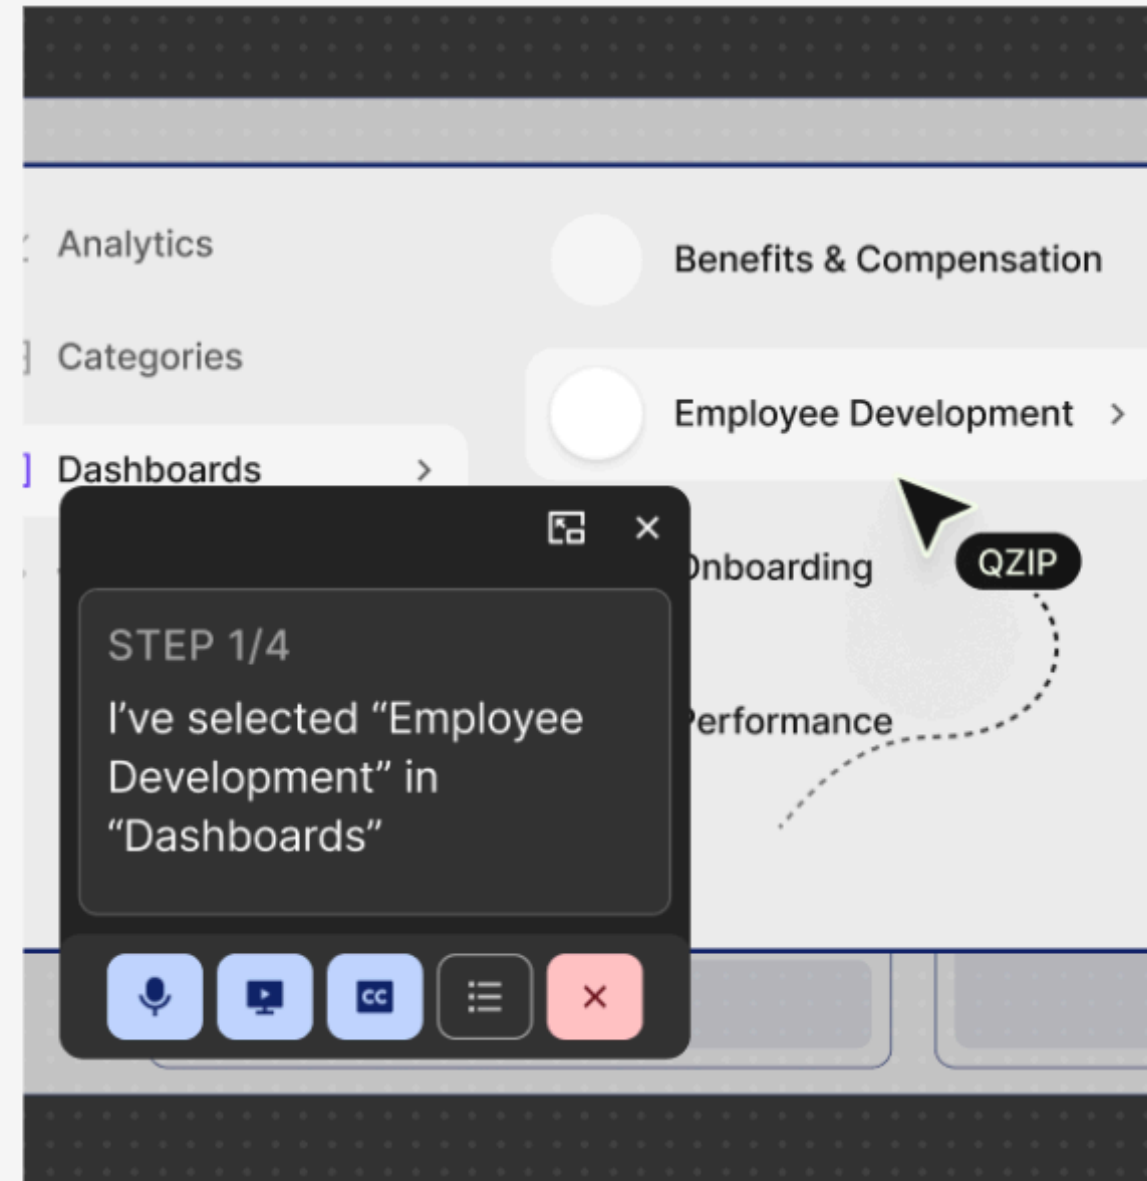 Analytics
Categories
Dashboards
Benefits & Compensation
Employee Development
Onboarding
Performance
QZIP
STEP 1/4
I’ve selected “Employee
Development” in
“Dashboards”
CC